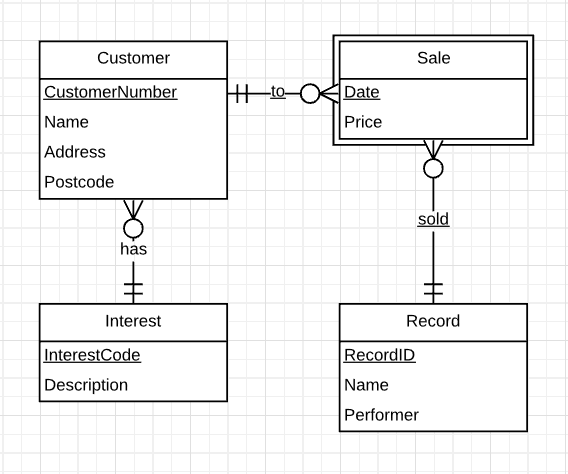 Customer
CustomerNumber
Name
Address
Postcode
to
Sale
Date
Price
has
sold
Interest
InterestCode
Description
Record
RecordID
Name
Performer